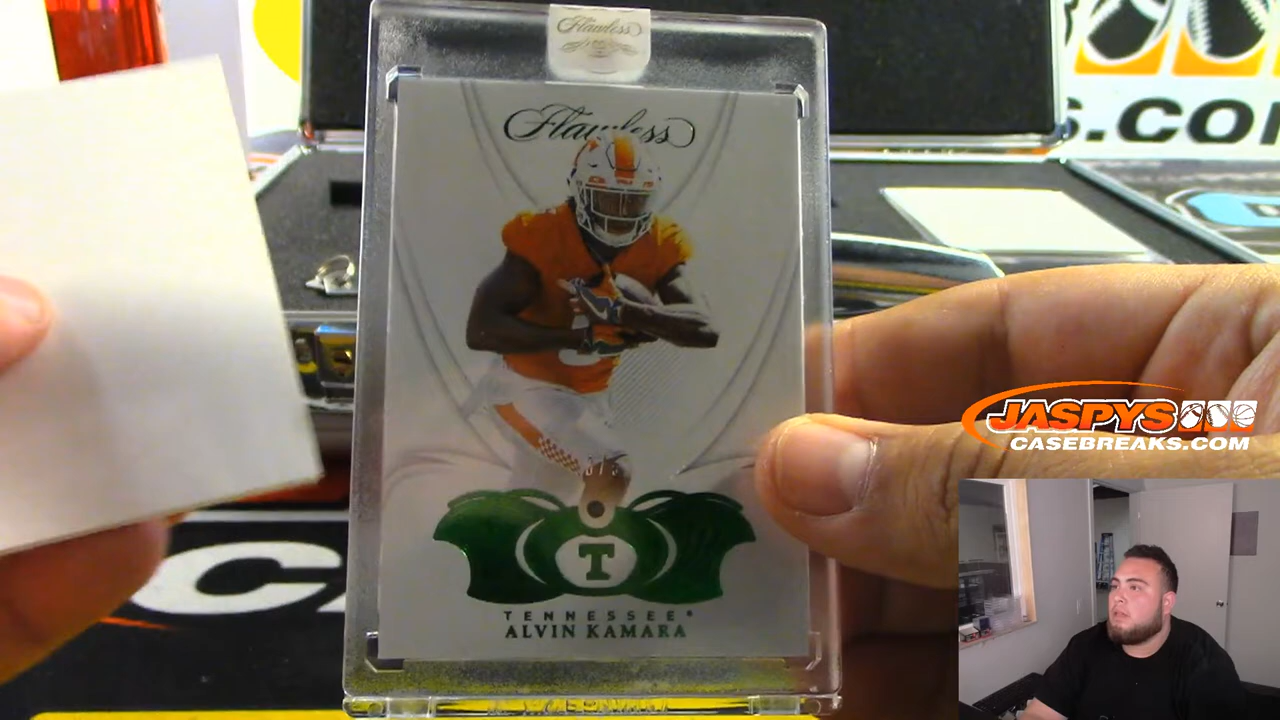 Flawless
Flawless
T
TENNESSEE
ALVIN KAMARA
JASPYS
CASEBREAKS.COM
S.CO